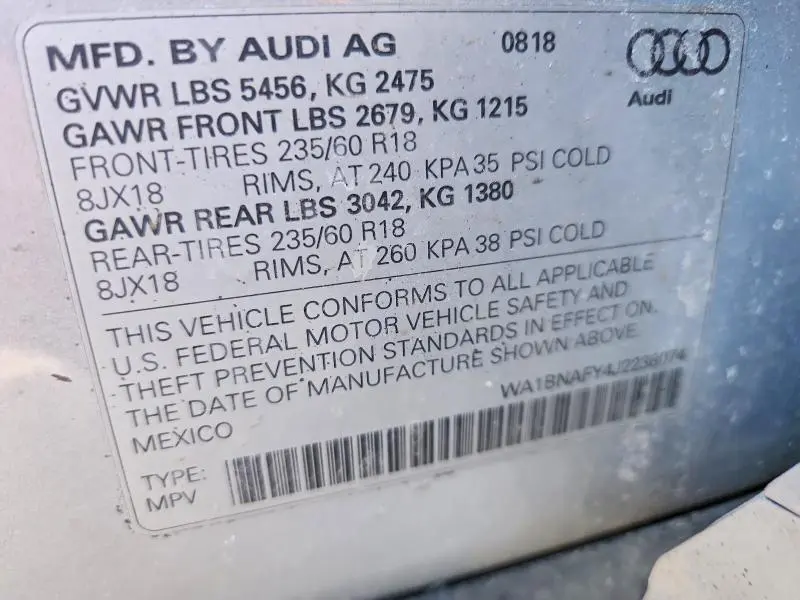 MFD. BY AUDI AG 0818
Audi
GVWR LBS 5456, KG 2475
GAWR FRONT LBS 2679, KG 1215
FRONT-TIRES 235/60 R18
8JX18 RIMS, AT 240 KPA 35 PSI COLD
GAWR REAR LBS 3042, KG 1380
REAR-TIRES 235/60 R18
8JX18 RIMS, AT 260 KPA 38 PSI COLD
THIS VEHICLE CONFORMS TO ALL APPLICABLE
U.S. FEDERAL MOTOR VEHICLE SAFETY AND
THEFT PREVENTION STANDARDS IN EFFECT ON
THE DATE OF MANUFACTURE SHOWN ABOVE.
MEXICO WA1BNAFY4J2238074
TYPE:
MPV